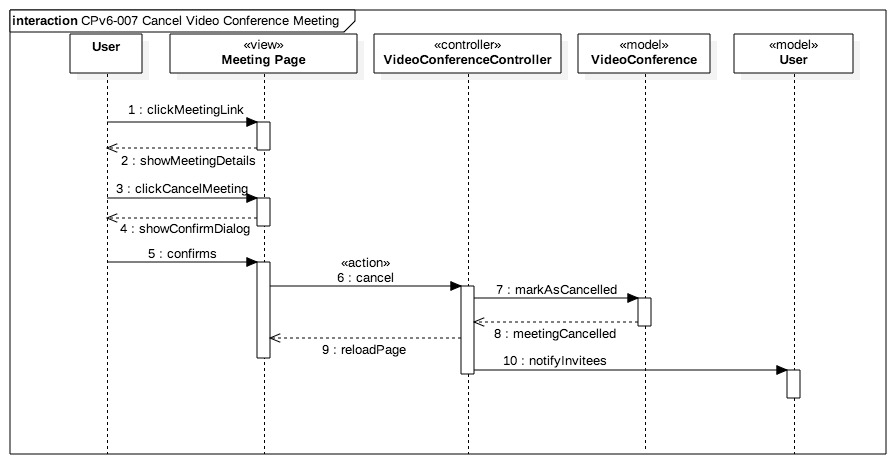 interaction CPv6-007 Cancel Video Conference Meeting
User
«view»
Meeting Page
«controller»
VideoConferenceController
«model»
VideoConference
«model»
User
1 : clickMeetingLink
2 : showMeetingDetails
3 : clickCancelMeeting
4 : showConfirmDialog
5 : confirms
«action»
6 : cancel
7 : markAsCancelled
8 : meetingCancelled
9 : reloadPage
10 : notifyInvitees